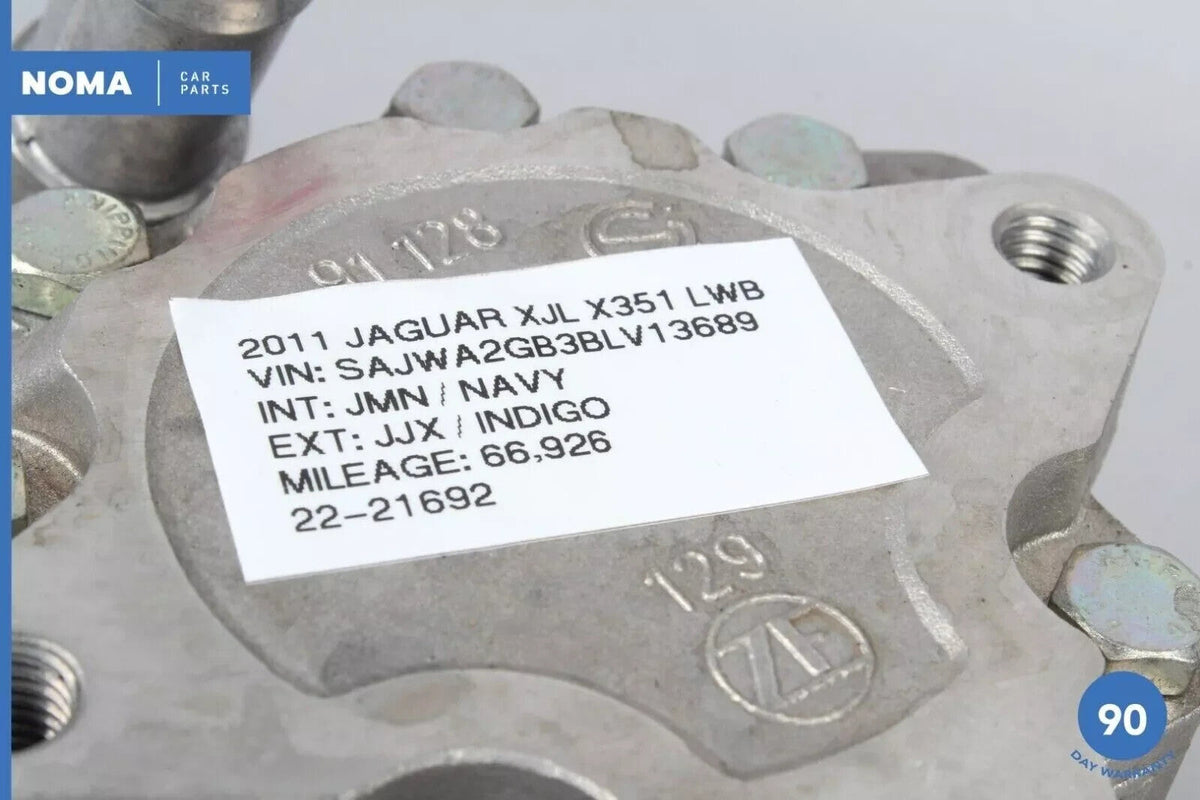 NOMA
CAR
PARTS
91 128
2011 JAGUAR XJL X351 LWB
VIN: SAJWA2GB3BLV13689
INT: JMN / NAVY
EXT: JJX / INDIGO
MILEAGE: 66,926
22-21692
129
ZF
90
DAY WARRANTY